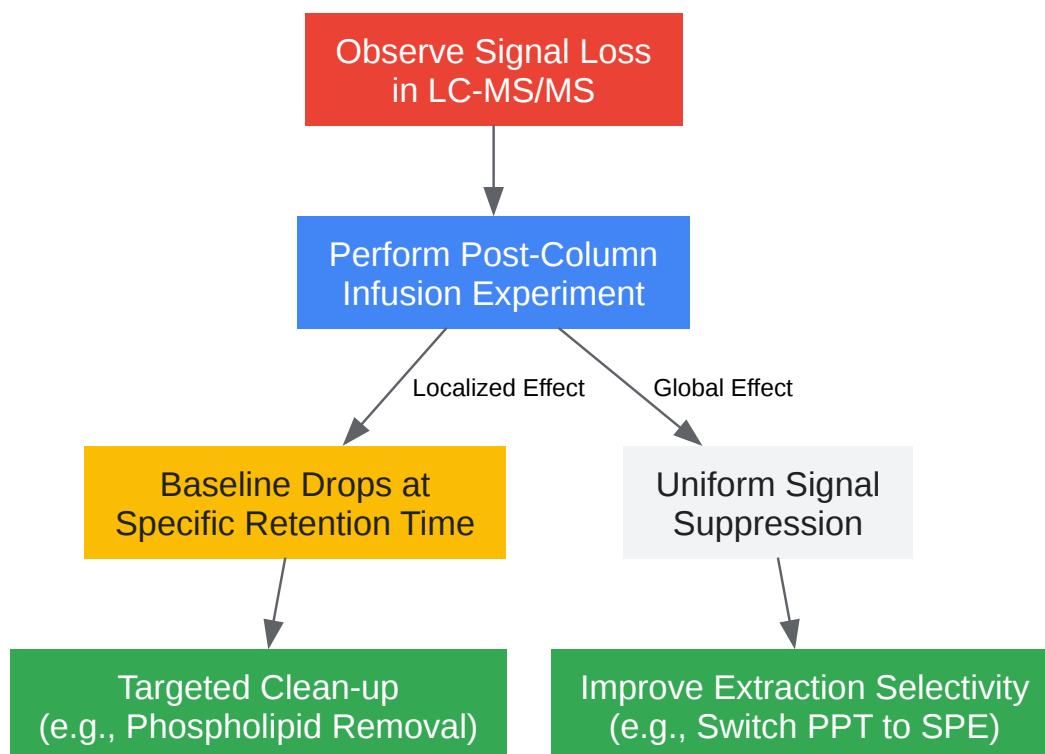 Observe Signal Loss
in LC-MS/MS
Perform Post-Column
Infusion Experiment
Localized Effect
Global Effect
Baseline Drops at
Specific Retention Time
Uniform Signal
Suppression
Targeted Clean-up
(e.g., Phospholipid Removal)
Improve Extraction Selectivity
(e.g., Switch PPT to SPE)